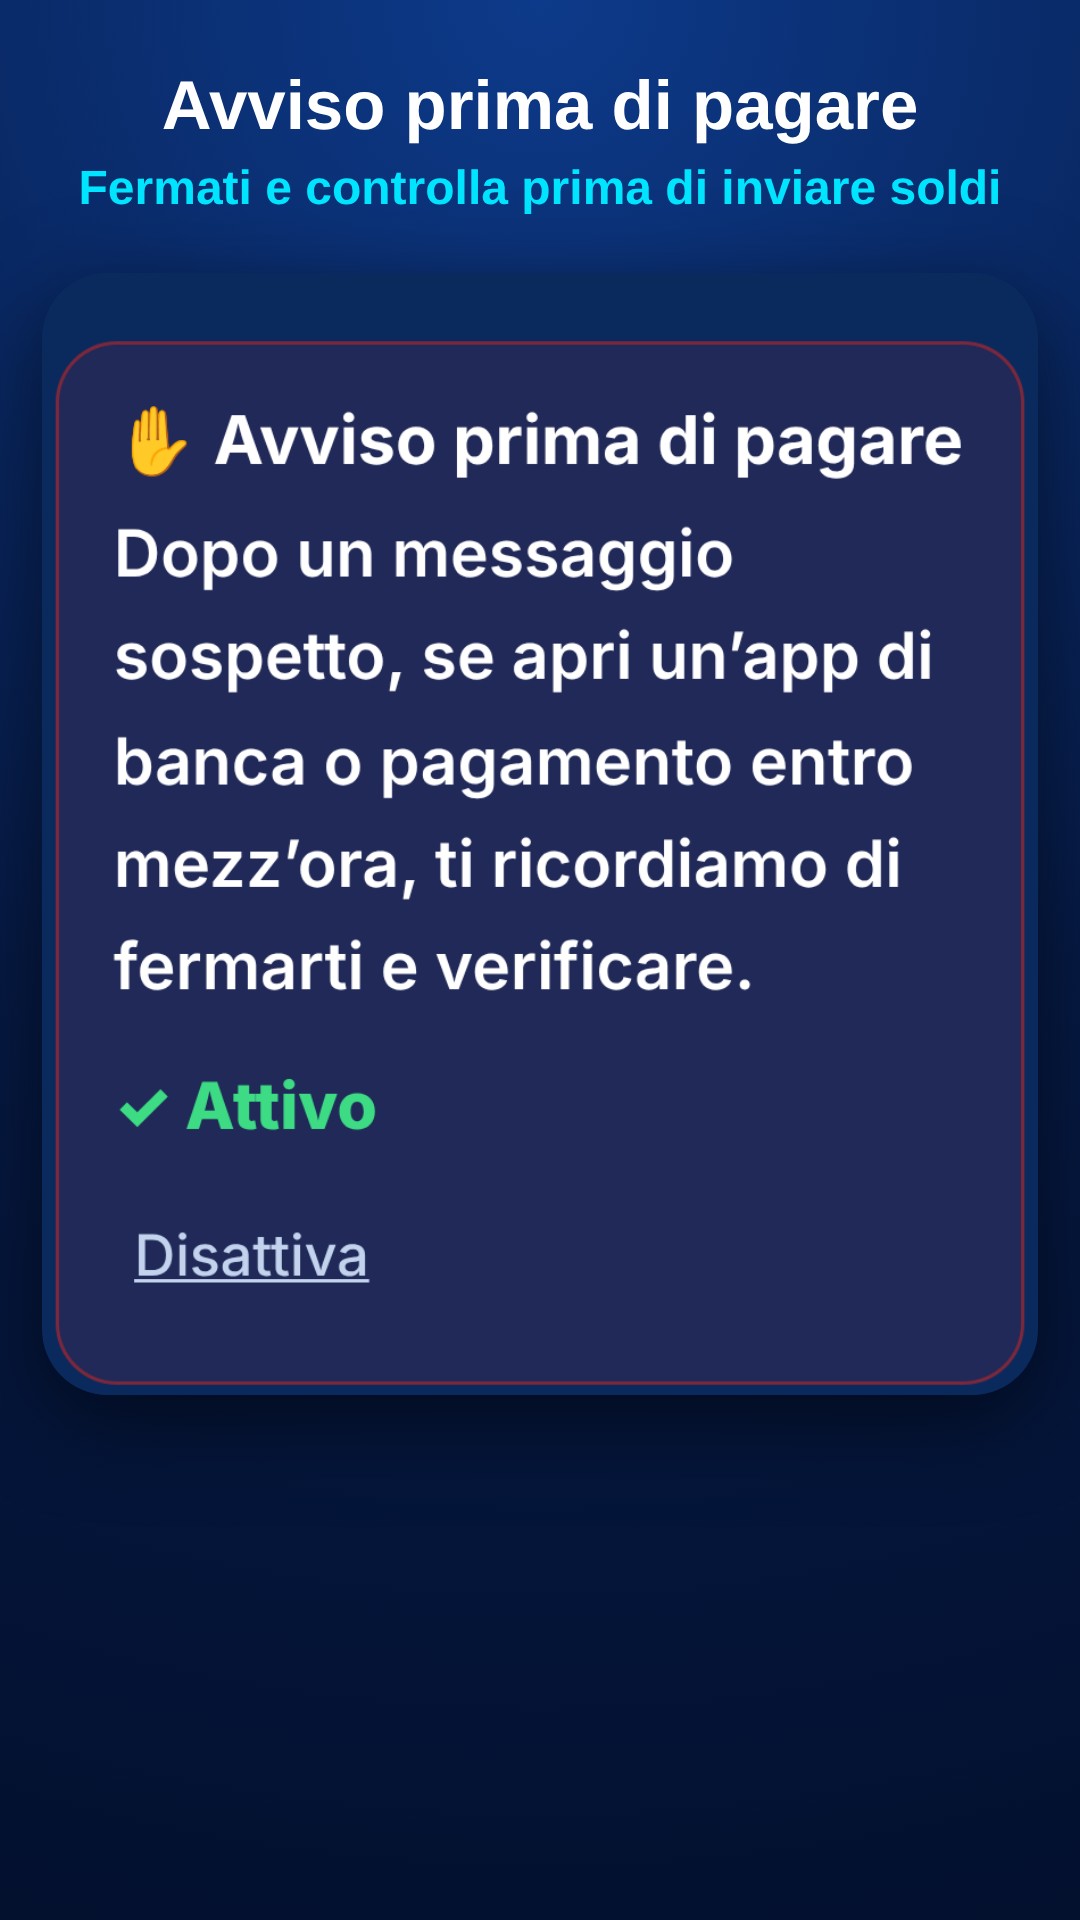 Avviso prima di pagare
Fermati e controlla prima di inviare soldi
✋ Avviso prima di pagare
Dopo un messaggio
sospetto, se apri un’app di
banca o pagamento entro
mezz’ora, ti ricordiamo di
fermarti e verificare.
✓ Attivo
Disattiva